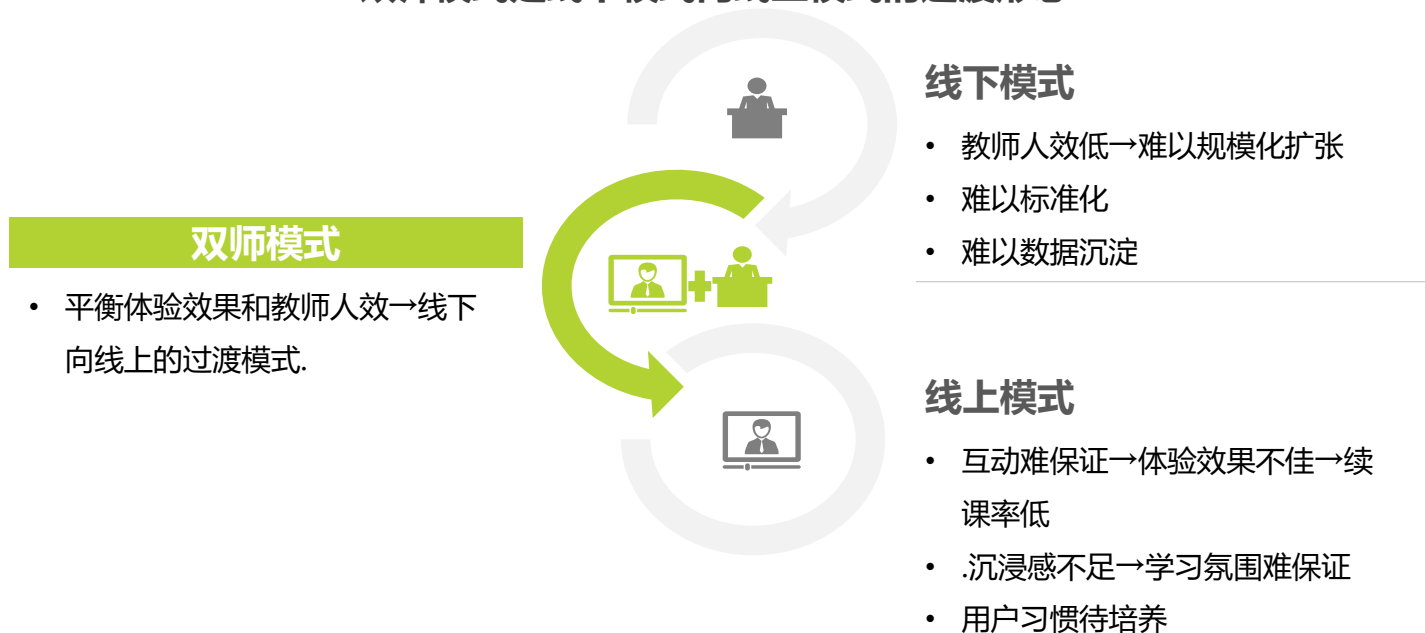 线下模式
• 教师人效低→难以规模化扩张
• 难以标准化
• 难以数据沉淀
双师模式
• 平衡体验效果和教师人效→线下
向线上的过渡模式.
线上模式
• 互动难保证→体验效果不佳→续
课率低
• .沉浸感不足→学习氛围难保证
• 用户习惯待培养